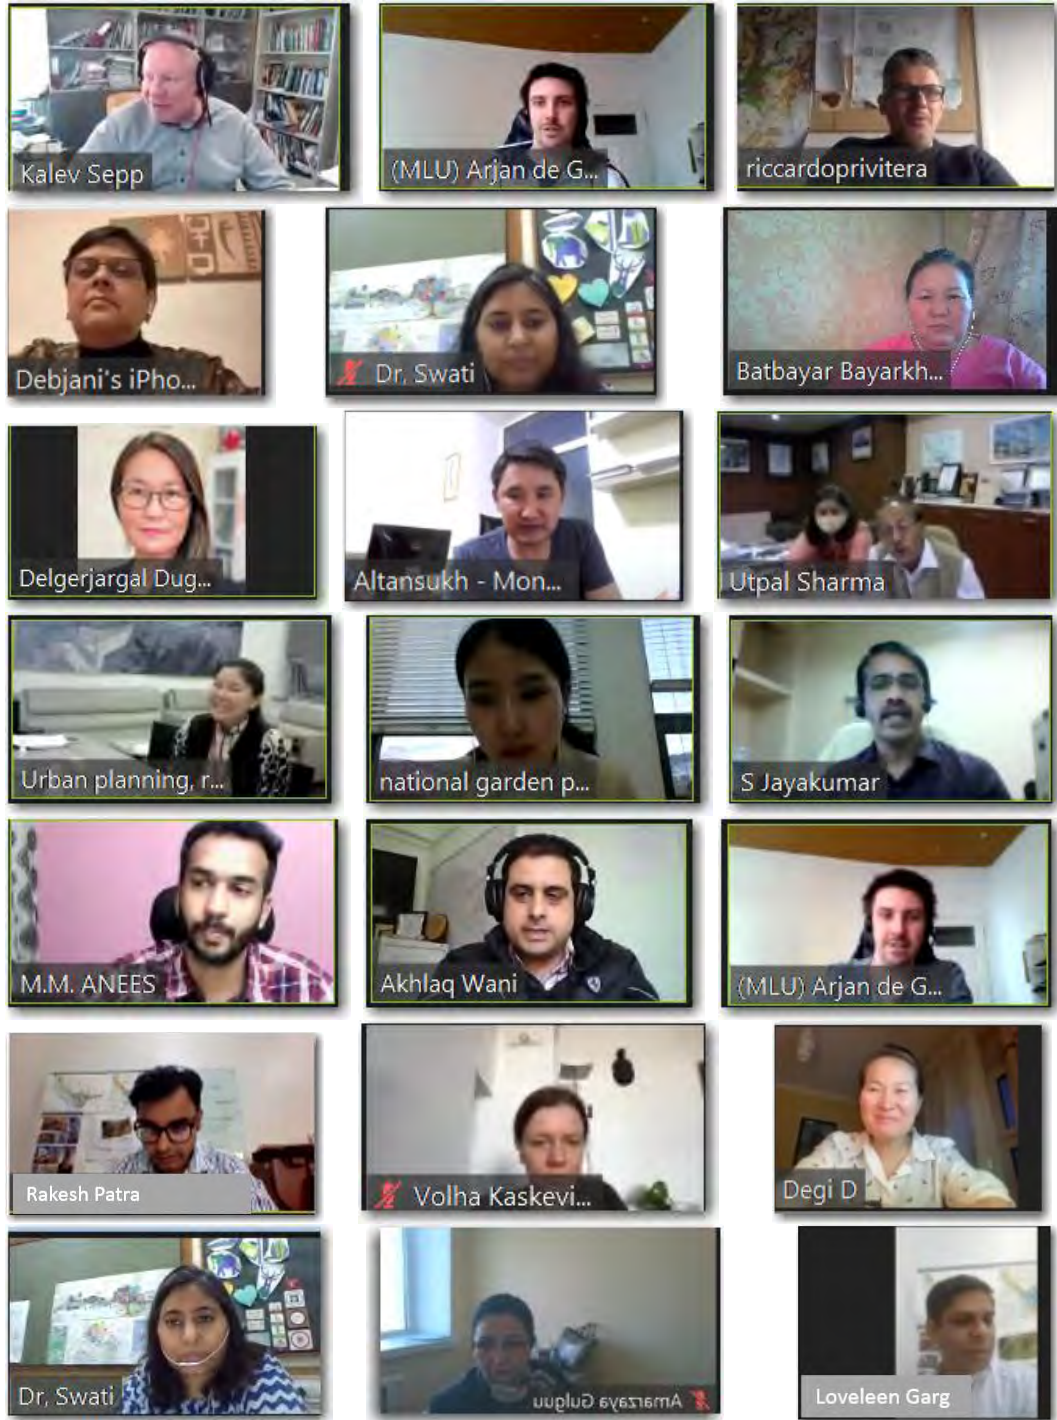 Kalev Sepp
(MLU) Arjan de G...
riccardoprivitera
Debjani's iPho...
Dr, Swati
Batbayar Bayarkh...
Delgerjargal Dug...
Altansukh - Mon...
Utpal Sharma
Urban planning, r...
national garden p...
S Jayakumar
M.M. ANEES
Akhlaq Wani
(MLU) Arjan de G...
Rakesh Patra
Volha Kaskevi...
Degi D
Dr, Swati
Amarzaya Gulguu
Loveleen Garg